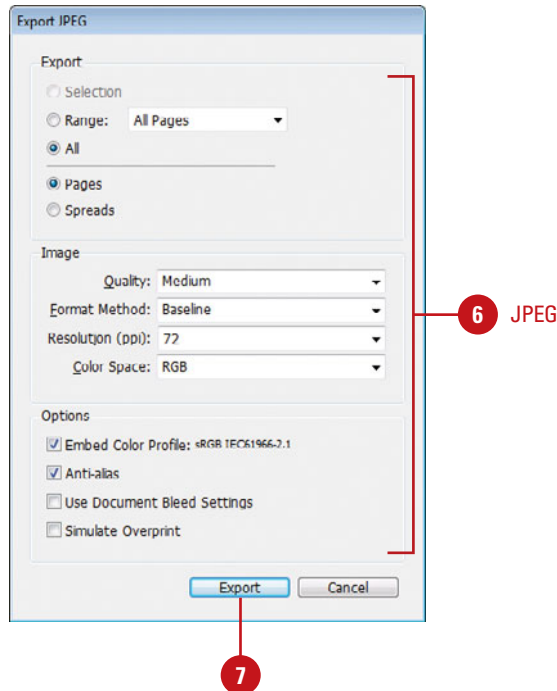 Export JPEG
Export
Selection
Range: All Pages
All
Pages
Spreads
Image
Quality: Medium
Format Method: Baseline
Resolution (ppi): 72
Color Space: RGB
6 JPEG
Options
Embed Color Profile: sRGB IEC61966-2.1
Anti-alias
Use Document Bleed Settings
Simulate Overprint
Export Cancel
7